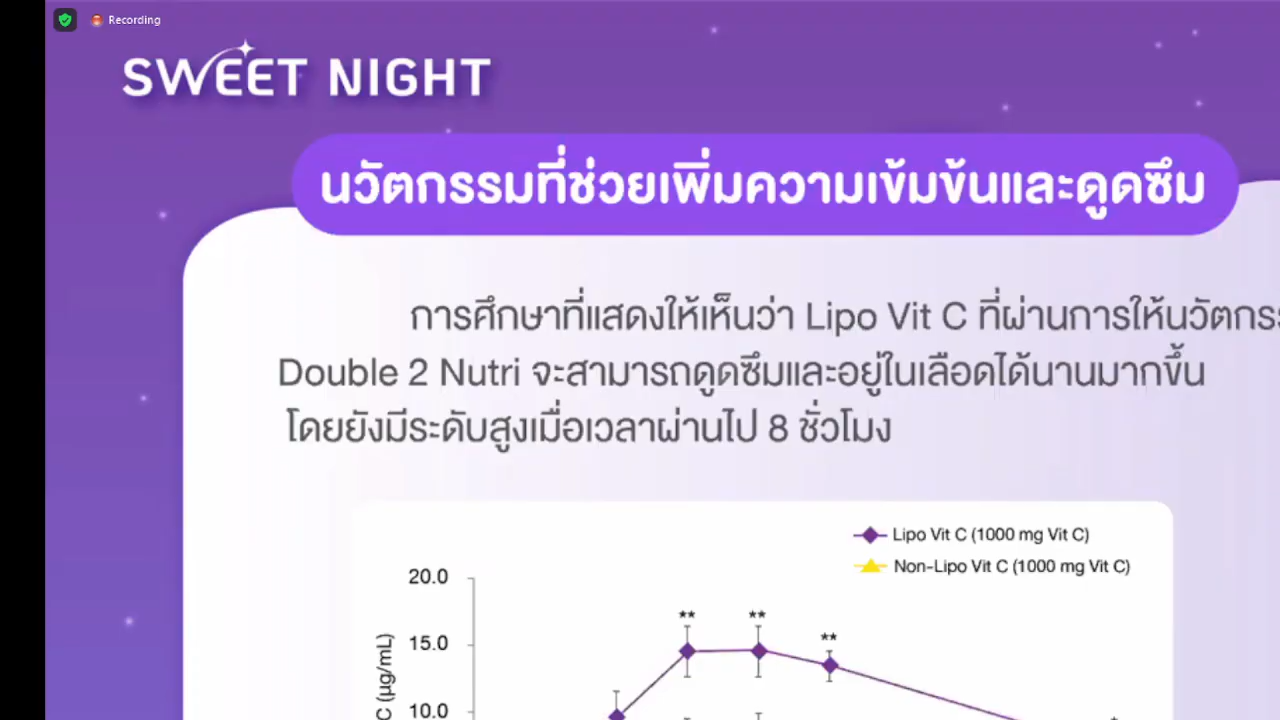 Recording
SWEET NIGHT
นวัตกรรมที่ช่วยเพิ่มความเข้มข้นและดูดซึม
การศึกษาที่แสดงให้เห็นว่า Lipo Vit C ที่ผ่านการให้นวัตกร
Double 2 Nutri จะสามารถดูดซึมและอยู่ในเลือดได้นานมากขึ้น
โดยยังมีระดับสูงเมื่อเวลาผ่านไป 8 ชั่วโมง
Lipo Vit C (1000 mg Vit C)
Non-Lipo Vit C (1000 mg Vit C)
20.0
** **
**
15.0
C (µg/mL)
10.0